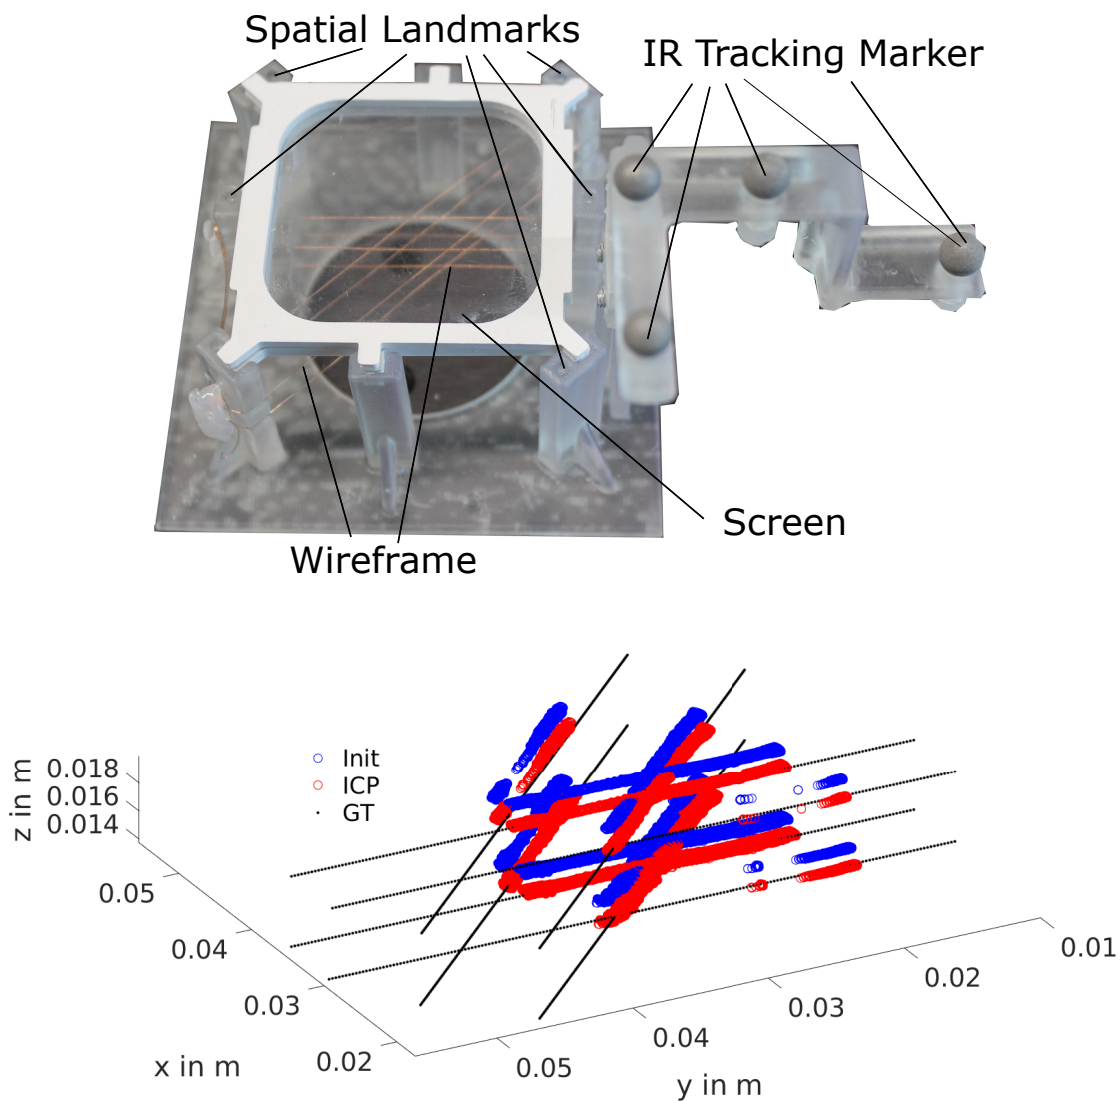 Spatial Landmarks
IR Tracking Marker
Screen
Wireframe
Init
ICP
GT
z in m
0.018
0.016
0.014
0.05
0.04
0.03
0.02
x in m
0.05
0.04
0.03
0.02
0.01
y in m